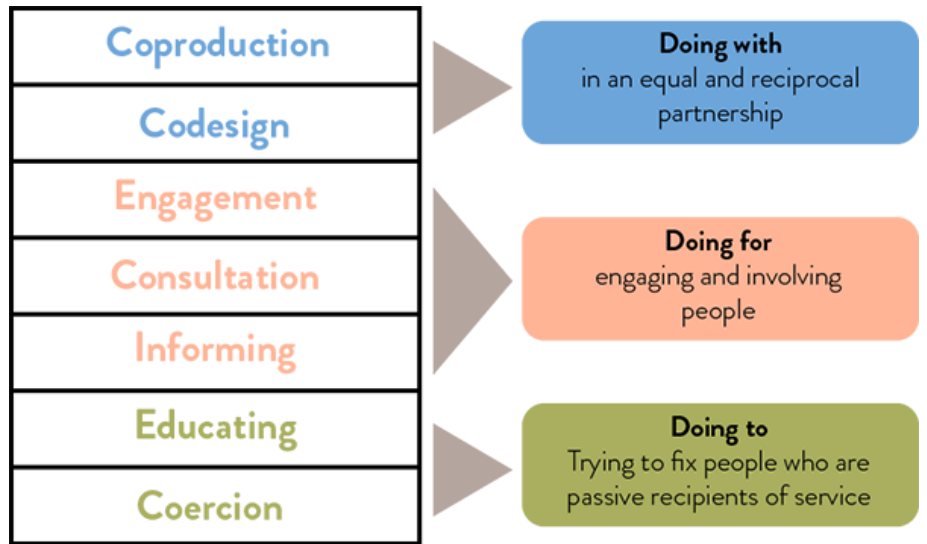 Coproduction
Codesign
Engagement
Consultation
Informing
Educating
Coercion
Doing with
in an equal and reciprocal
partnership
Doing for
engaging and involving
people
Doing to
Trying to fix people who are
passive recipients of service